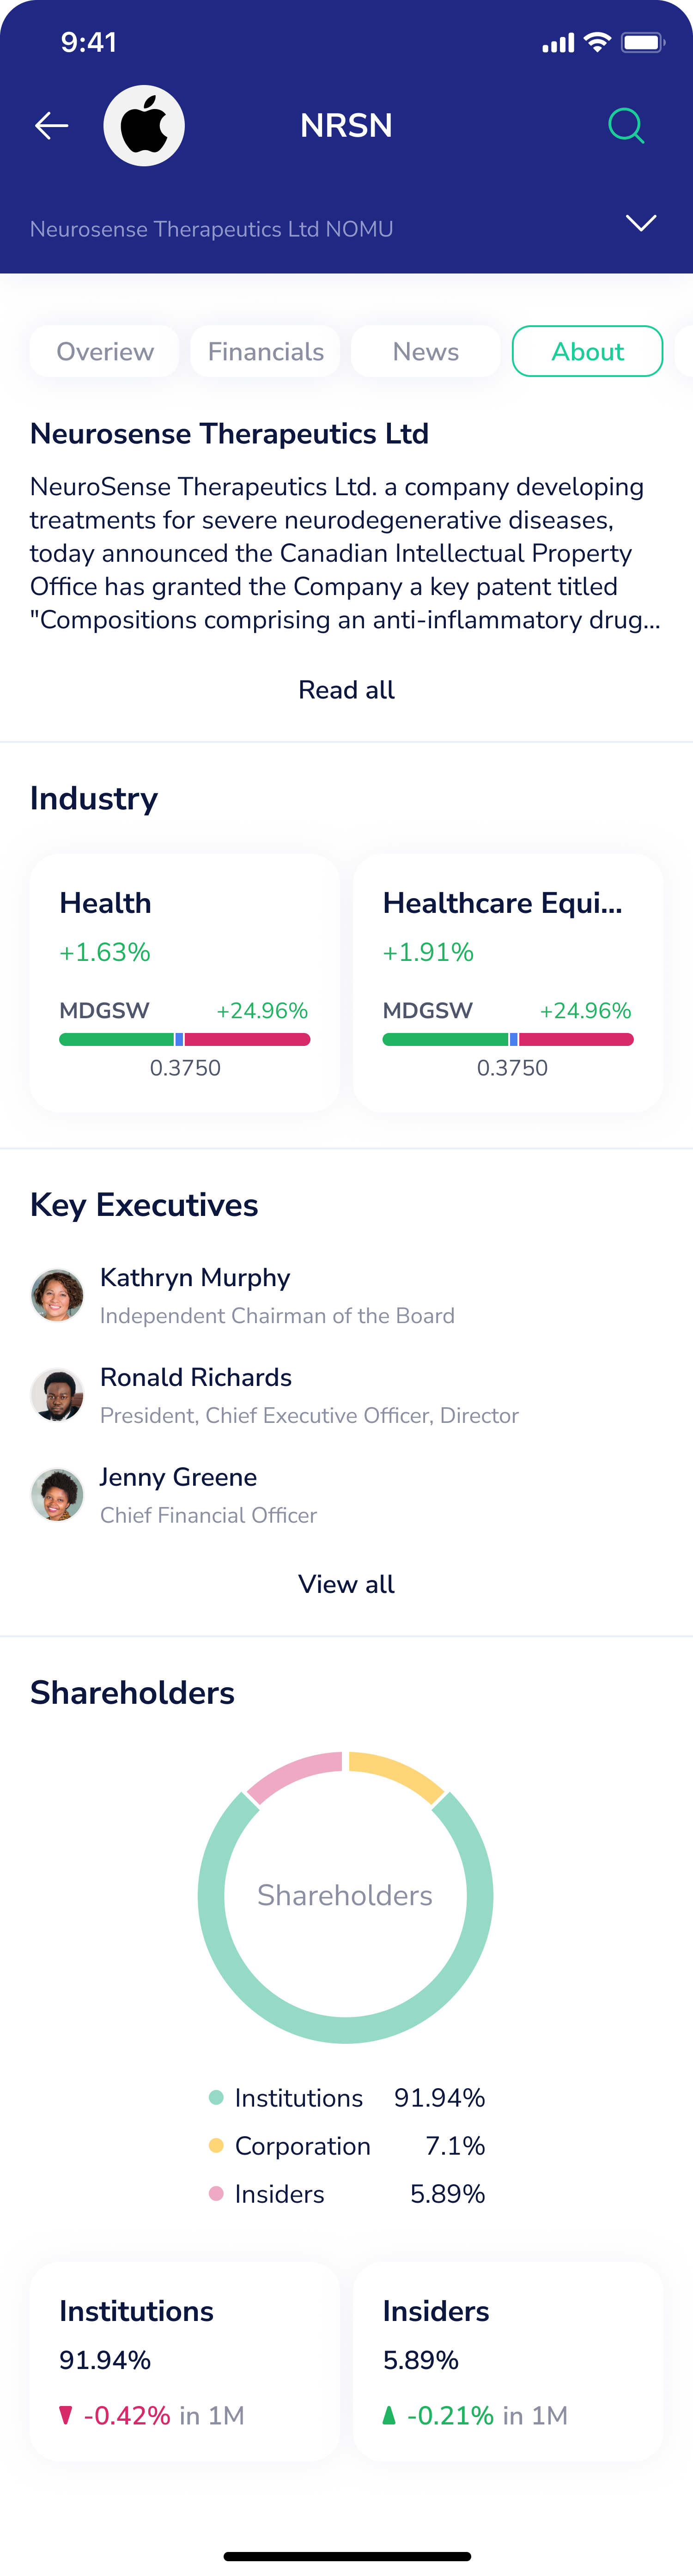 9:41
NRSN
Neurosense Therapeutics Ltd NOMU
Overiew
Financials
News
About
Neurosense Therapeutics Ltd
NeuroSense Therapeutics Ltd. a company developing
treatments for severe neurodegenerative diseases,
today announced the Canadian Intellectual Property
Office has granted the Company a key patent titled
"Compositions comprising an anti-inflammatory drug...
Read all
Industry
Health
+1.63%
MDGSW +24.96%
0.3750
Healthcare Equi...
+1.91%
MDGSW +24.96%
0.3750
Key Executives
Kathryn Murphy
Independent Chairman of the Board
Ronald Richards
President, Chief Executive Officer, Director
Jenny Greene
Chief Financial Officer
View all
Shareholders
Shareholders
Institutions 91.94%
Corporation 7.1%
Insiders 5.89%
Institutions
91.94%
-0.42% in 1M
Insiders
5.89%
-0.21% in 1M